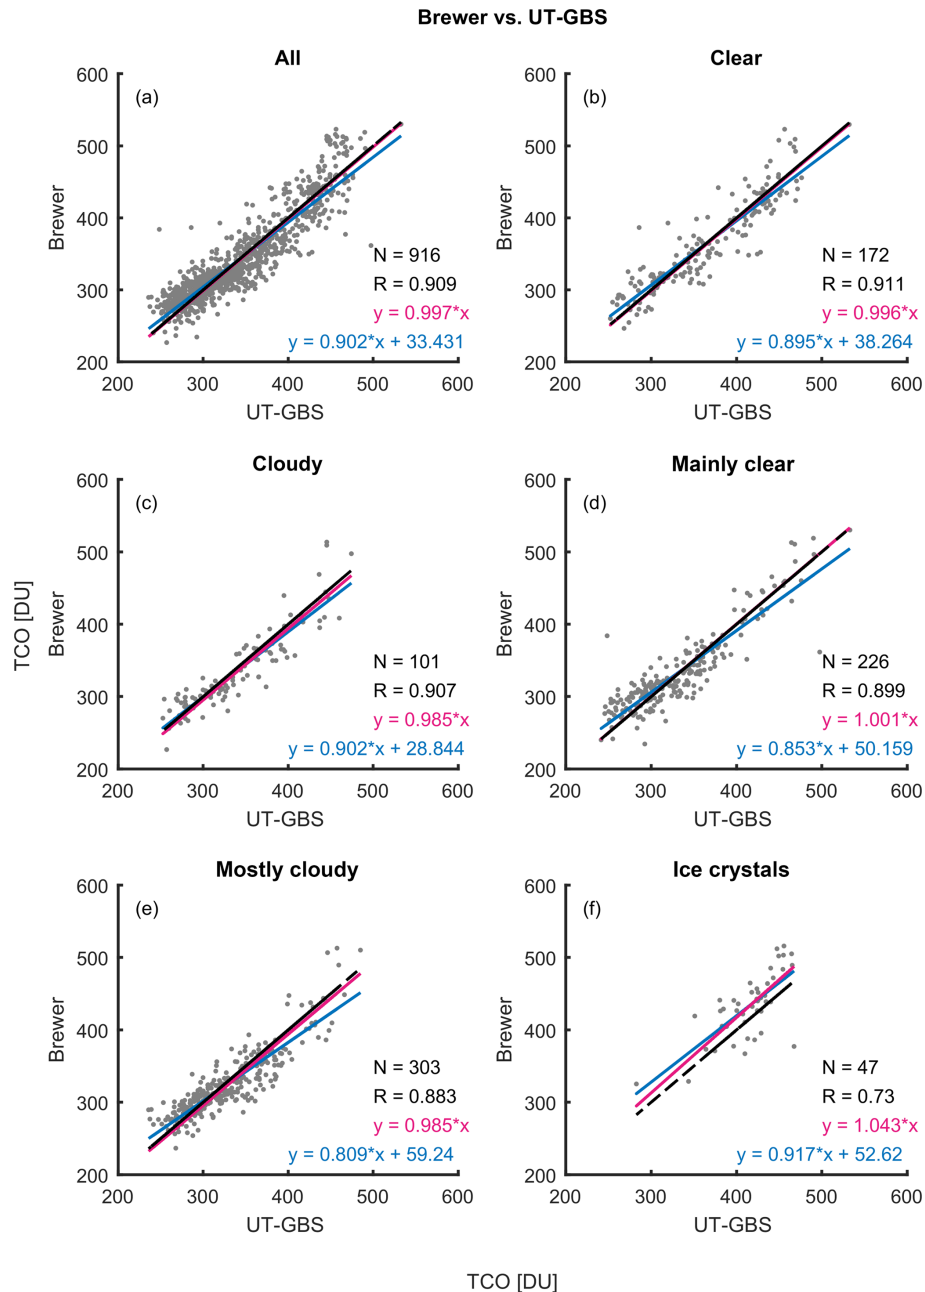 Brewer vs. UT-GBS
All
(a)
600
500
400
300
200
Brewer
N = 916
R = 0.909
y = 0.997*x
y = 0.902*x + 33.431
200 300 400 500 600
UT-GBS
Clear
(b)
600
500
400
300
200
Brewer
N = 172
R = 0.911
y = 0.996*x
y = 0.895*x + 38.264
200 300 400 500 600
UT-GBS
TCO [DU]
Cloudy
(c)
600
500
400
300
200
Brewer
N = 101
R = 0.907
y = 0.985*x
y = 0.902*x + 28.844
200 300 400 500 600
UT-GBS
Mainly clear
(d)
600
500
400
300
200
Brewer
N = 226
R = 0.899
y = 1.001*x
y = 0.853*x + 50.159
200 300 400 500 600
UT-GBS
Mostly cloudy
(e)
600
500
400
300
200
Brewer
N = 303
R = 0.883
y = 0.985*x
y = 0.809*x + 59.24
200 300 400 500 600
UT-GBS
Ice crystals
(f)
600
500
400
300
200
Brewer
N = 47
R = 0.73
y = 1.043*x
y = 0.917*x + 52.62
200 300 400 500 600
UT-GBS
TCO [DU]